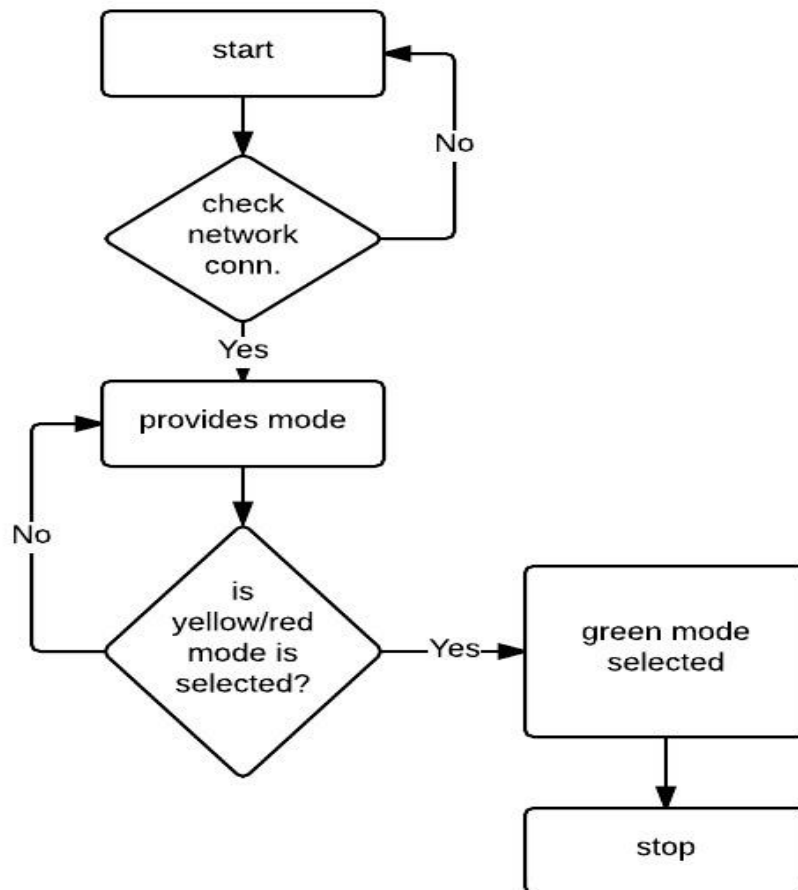 start
No
check
network
conn.
Yes
provides mode
No
is
yellow/red
mode is
selected?
Yes
green mode
selected
stop